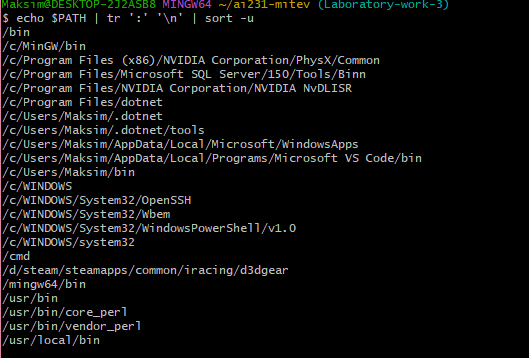 Maksim@DESKTOP-2J2ASB8 MINGW64 ~/ai231-mitev (Laboratory-work-3)
$ echo $PATH | tr ':' '\n' | sort -u
/bin
/c/MinGW/bin
/c/Program Files (x86)/NVIDIA Corporation/PhysX/Common
/c/Program Files/Microsoft SQL Server/150/Tools/Binn
/c/Program Files/NVIDIA Corporation/NVIDIA NvDLISR
/c/Program Files/dotnet
/c/Users/Maksim/.dotnet
/c/Users/Maksim/.dotnet/tools
/c/Users/Maksim/AppData/Local/Microsoft/WindowsApps
/c/Users/Maksim/AppData/Local/Programs/Microsoft VS Code/bin
/c/Users/Maksim/bin
/c/WINDOWS
/c/WINDOWS/System32/OpenSSH
/c/WINDOWS/System32/Wbem
/c/WINDOWS/System32/WindowsPowerShell/v1.0
/c/WINDOWS/system32
/cmd
/d/steam/steamapps/common/iracing/d3dgear
/mingw64/bin
/usr/bin
/usr/bin/core_perl
/usr/bin/vendor_perl
/usr/local/bin